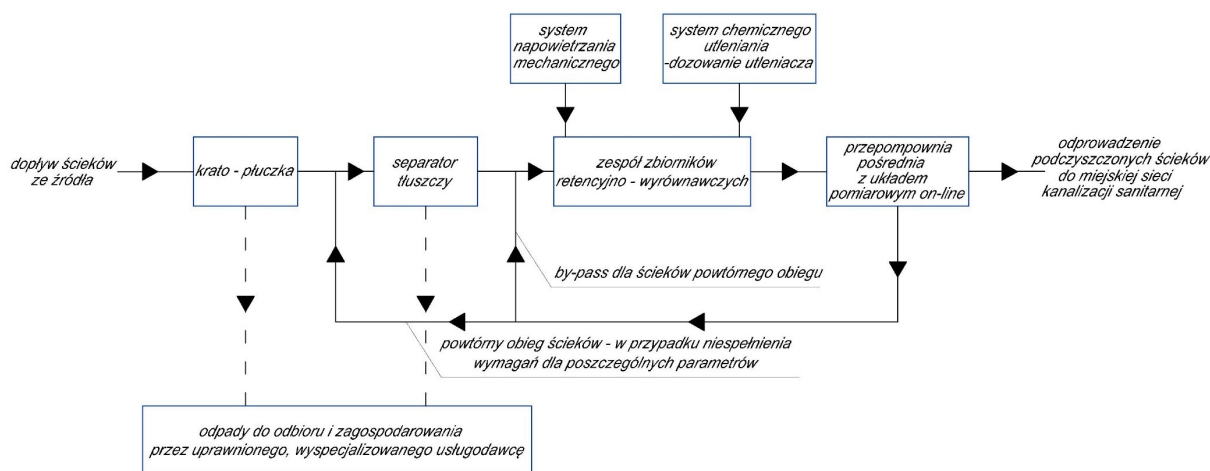 system
napowietrzania
mechanicznego
system chemicznego
utleniania
-dozowanie utleniacza
dopływ ścieków
ze źródła
krato - płuczka
separator
tłuszczy
zespół zbiorników
retencyjno - wyrównawczych
przepompownia
pośrednia
z układem
pomiarowym on-line
odprowadzenie
podczyszczonych ścieków
do miejskiej sieci
kanalizacji sanitarnej
by-pass dla ścieków powtórnego obiegu
powtórny obieg ścieków - w przypadku niespełnienia
wymagań dla poszczególnych parametrów
odpady do odbioru i zagospodarowania
przez uprawnionego, wyspecjalizowanego usługodawcę